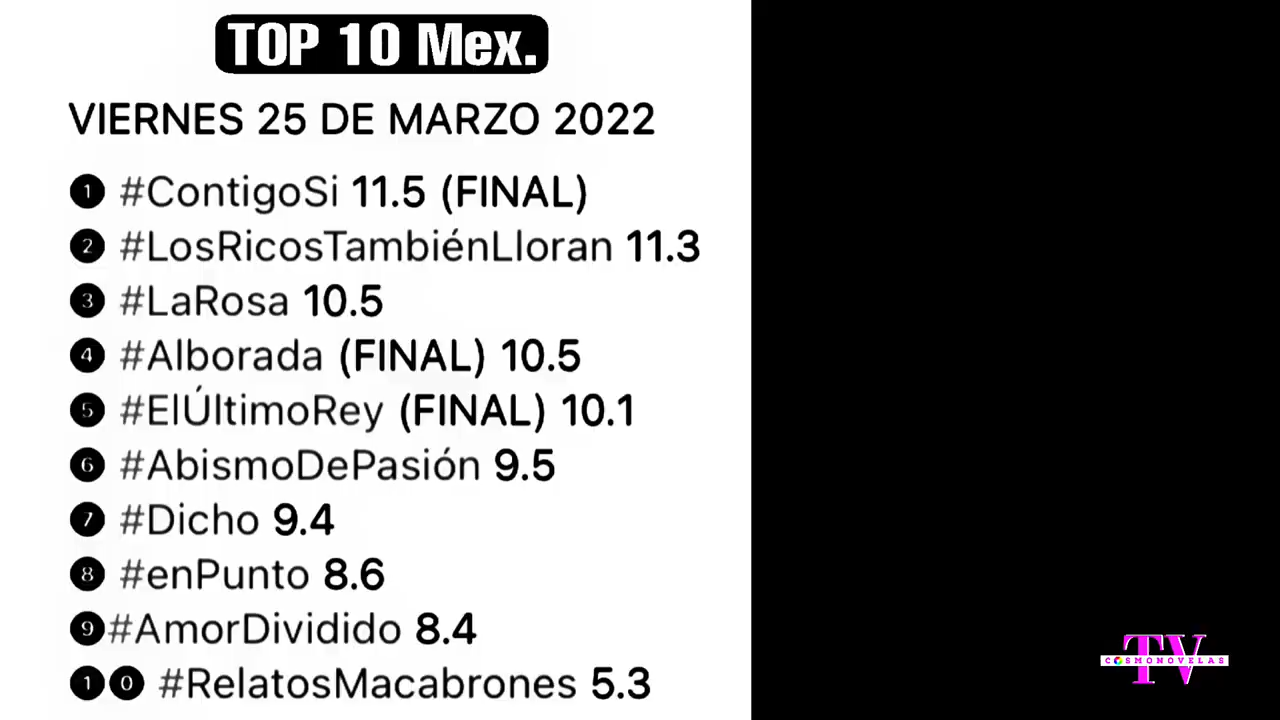 TOP 10 Mex.
VIERNES 25 DE MARZO 2022
1 #ContigoSi 11.5 (FINAL)
2 #LosRicosTambiénLloran 11.3
3 #LaRosa 10.5
4 #Alborada (FINAL) 10.5
5 #ElÚltimoRey (FINAL) 10.1
6 #AbismoDePasión 9.5
7 #Dicho 9.4
8 #enPunto 8.6
9 #AmorDividido 8.4
10 #RelatosMacabrones 5.3
TV
COSMONOVELAS